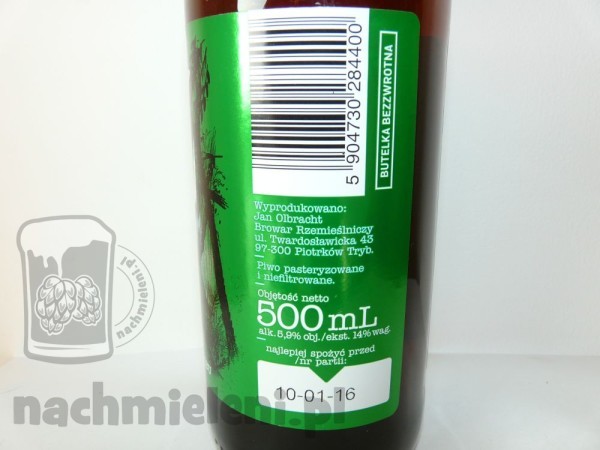 5 904730 284400
BUTELKA BEZZWROTNA
Wyprodukowano:
Jan Olbracht
Browar Rzemieślniczy
ul. Twardosławicka 43
97-300 Piotrków Tryb.
Piwo pasteryzowane
i niefiltrowane.
Objętość netto
500 mL
alk. 5,9% obj./ekst. 14% wag.
najlepiej spożyć przed
/nr partii:
10-01-16
nachmieleni.pl
nachmieleni.pl